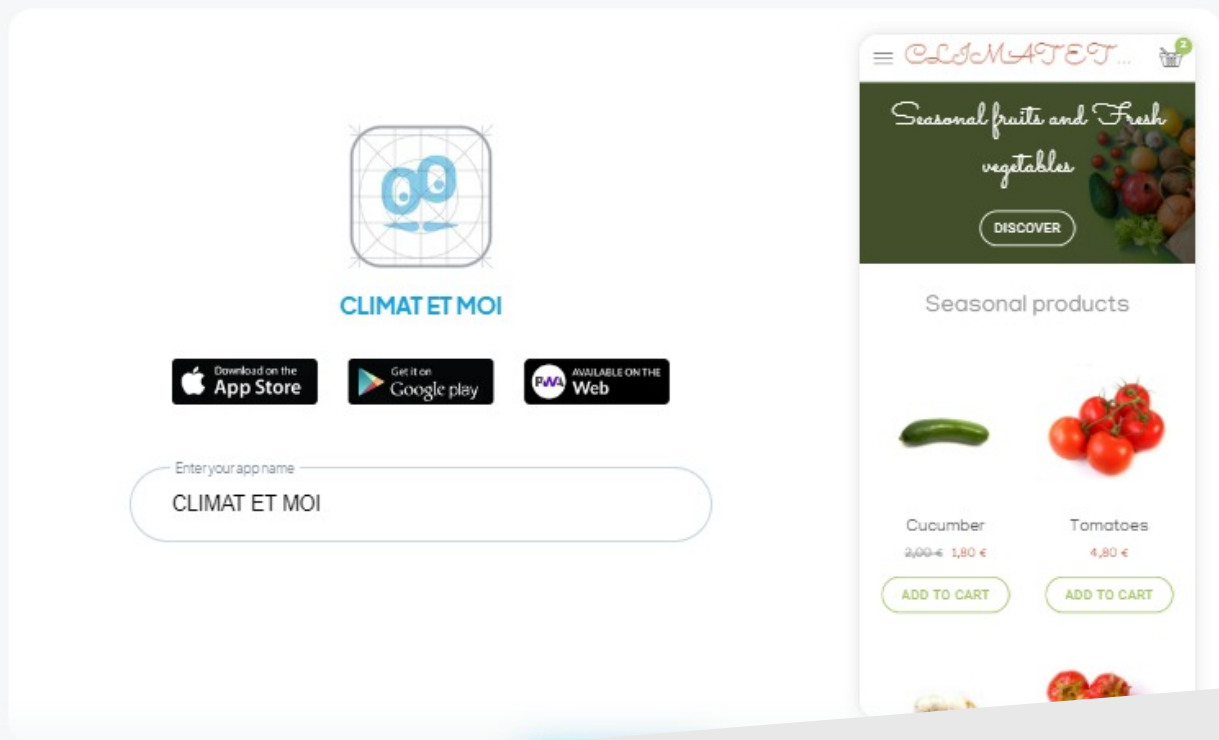 CLIMAT ET MOI
Download on the
App Store
Get it on
Google play
PWA
AVAILABLE ON THE
Web
Enter your app name
CLIMAT ET MOI
CLIMATET...
2
Seasonal fruits and Fresh
vegetables
DISCOVER
Seasonal products
Cucumber
Tomatoes
2,00 € 1,80 €
4,80 €
ADD TO CART
ADD TO CART